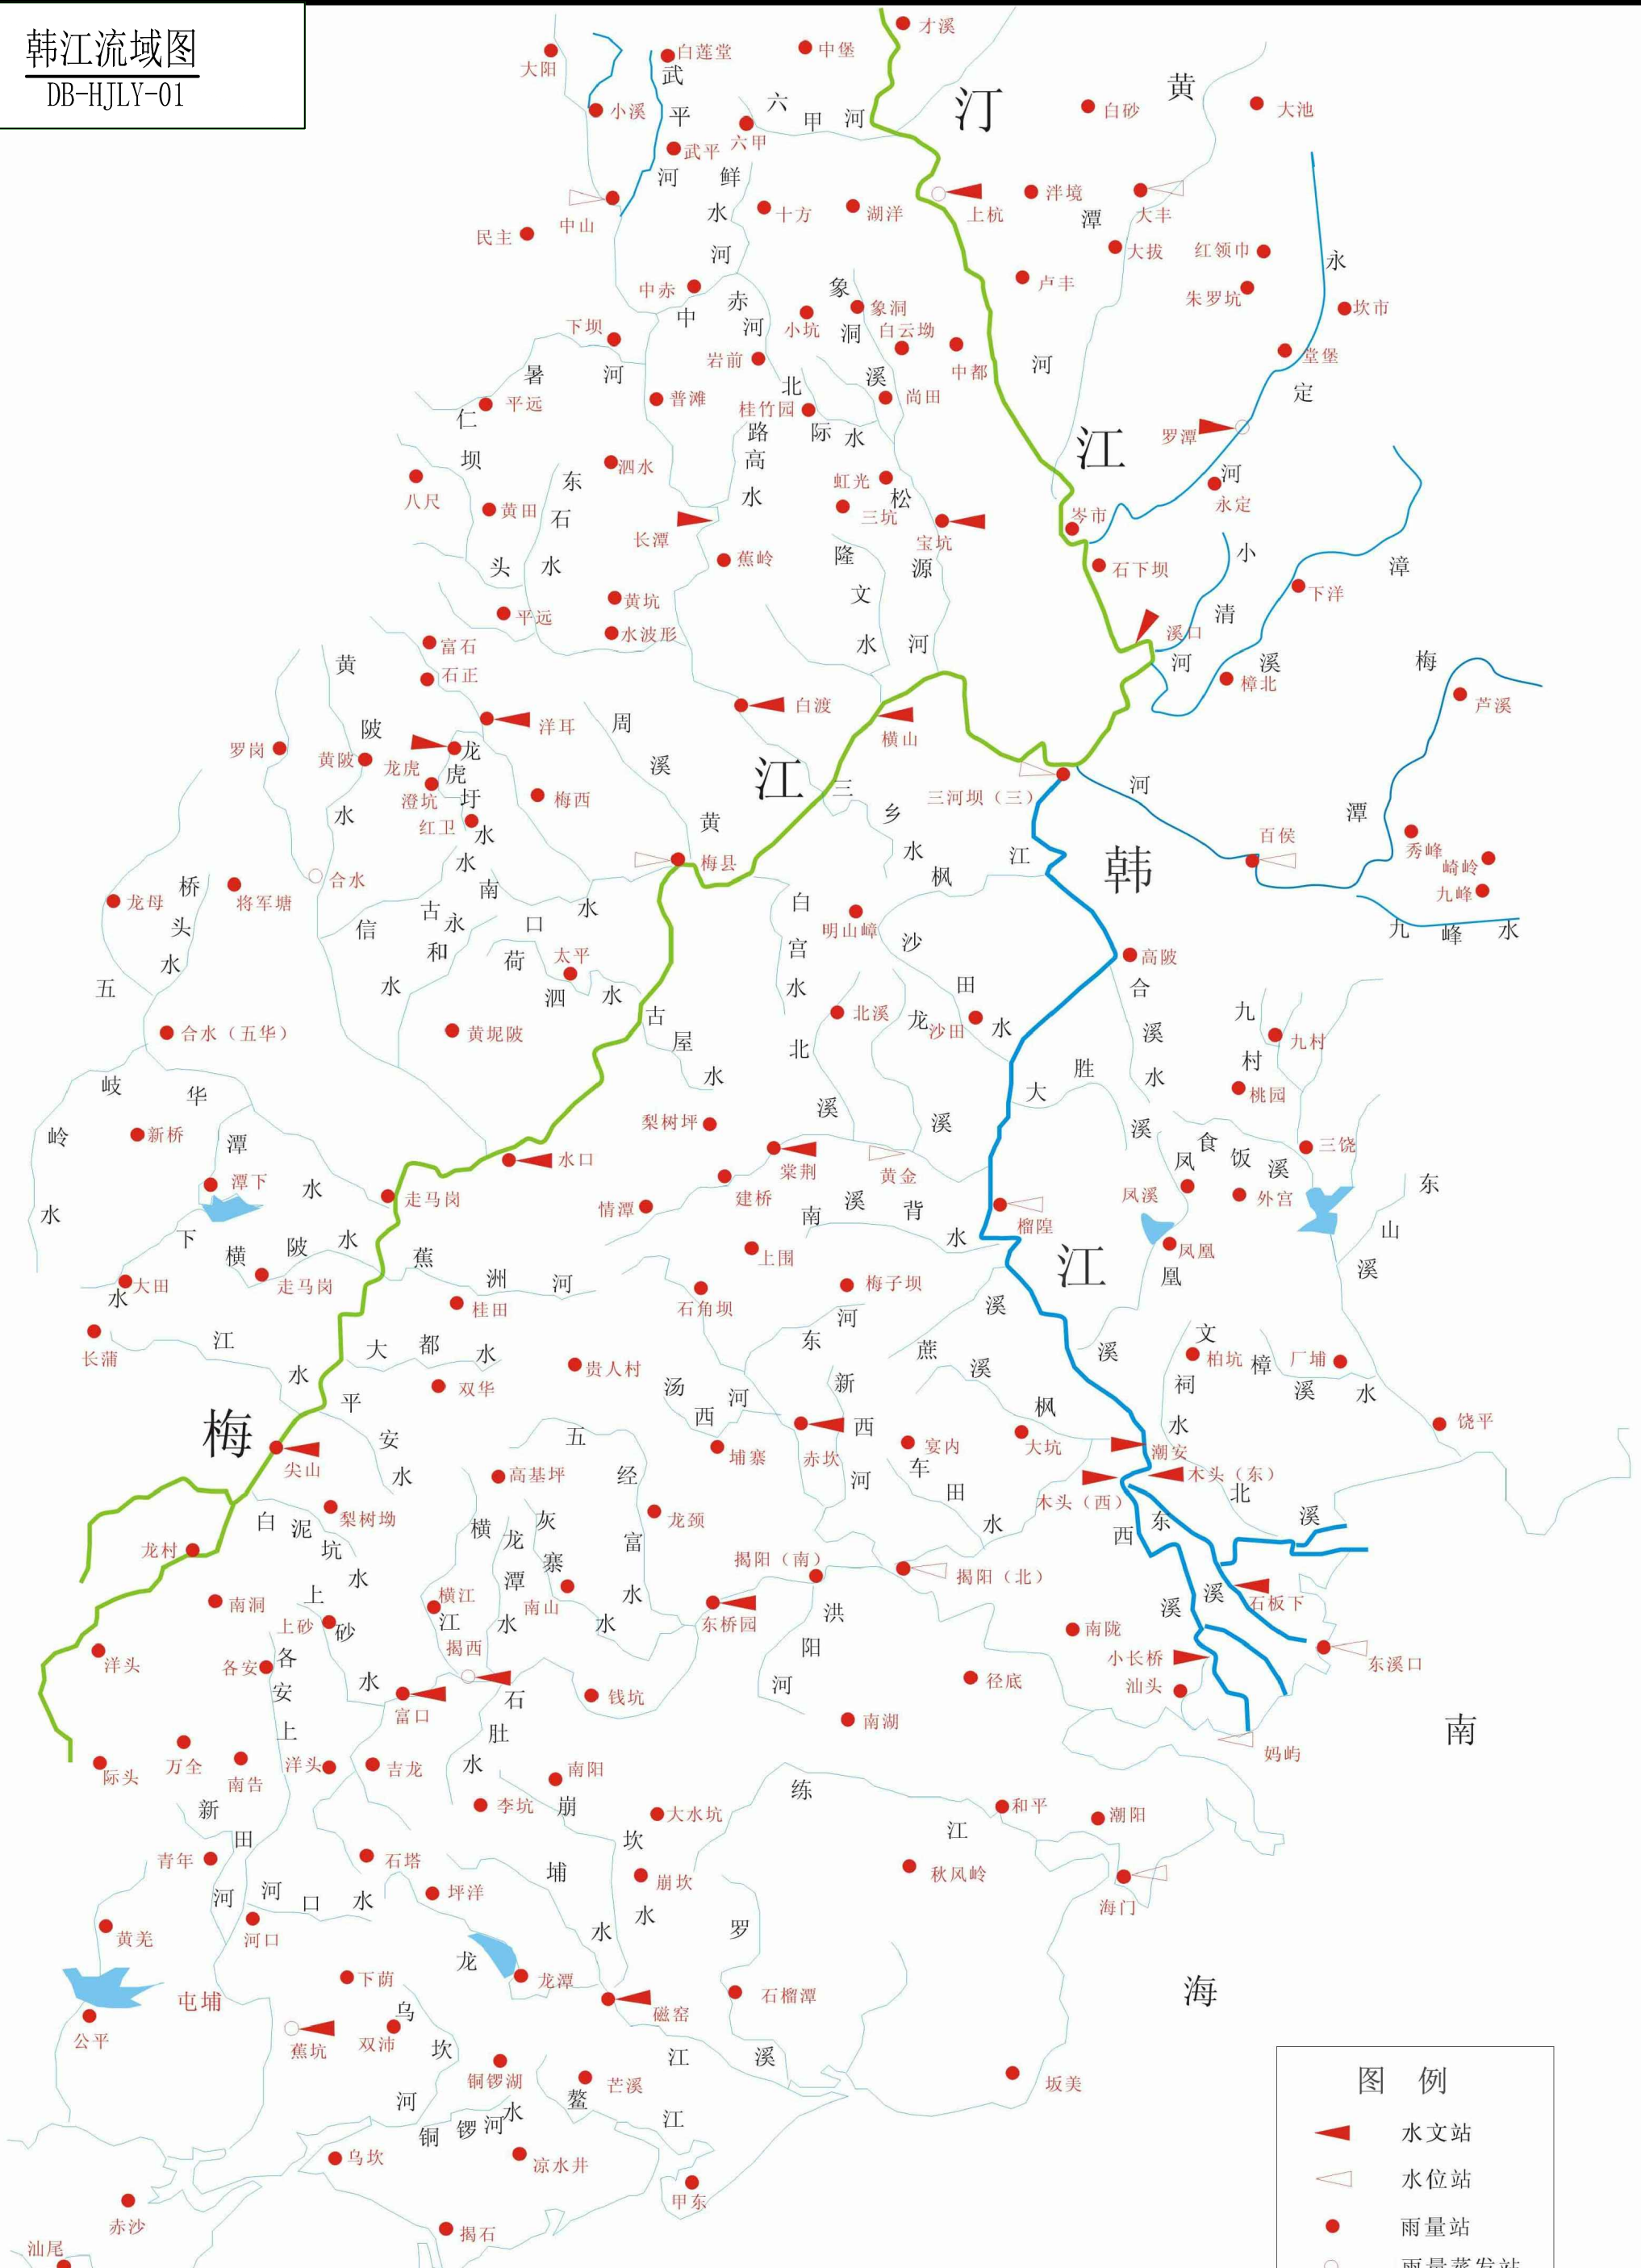 韩江流域图
DB-HJLY-01
才溪
大阳
白莲堂
中堡
武平河
六甲河
汀江
黄潭河
小溪
六甲
白砂
大池
武平
鲜水河
中山
十方
湖洋
上杭
泮境
大丰
民主
大拔
红领巾
永定河
中赤
中赤河
卢丰
朱罗坑
坎市
下坝
小坑
象洞
象洞溪
白云坳
中都
堂堡
岩前
仁暑河
平远
普滩
桂竹园
北际水
尚田
罗潭
路高水
八尺
坝头水
黄田
东石水
泗水
虹光
三坑
松源河
永定
长潭
宝坑
岑市
蕉岭
隆文水
石下坝
小清河
漳溪
下洋
黄坑
平远
水波形
富石
石正
溪口
樟北
梅潭河
芦溪
黄陂水
洋耳
白渡
横山
罗岗
黄陂
龙虎
龙虎圩水
澄坑
红卫
梅西
周溪
黄
江
三乡水
三河坝（三）
百侯
秀峰
崎岭
九峰
九峰水
梅县
合水
桥头水
龙母
将军塘
信古水
永和水
南口水
荷泗水
太平
白宫水
明山嶂
枫江
沙田水
韩江
高陂
合溪水
五华水
合水（五华）
黄坭陂
古屋水
北溪
北溪
龙溪
沙田
九村
九村
桃园
大胜溪
岐岭水
新桥
潭下水
潭下
梨树坪
水口
走马岗
棠荆
黄金
建桥
情潭
南溪背水
榴隍
凤凰溪
凤溪
凤凰
食饭溪
三饶
外宫
东山溪
横陂水
大田
走马岗
蕉洲河
桂田
上围
石角坝
梅子坝
东河
长蒲
江水
大都水
双华
贵人村
蔗溪
文祠水
柏坑
樟溪水
厂埔
梅
平安水
尖山
汤西河
新西河
埔寨
赤坎
宴内
车田水
枫溪
大坑
潮安
木头（东）
木头（西）
饶平
北溪
东溪
西溪
白泥坑水
梨树坳
高基坪
五经富水
龙颈
龙村
横江
龙潭水
灰寨水
横江
南山
揭阳（南）
揭阳（北）
东桥园
石板下
南洞
上砂
上砂水
洪阳河
南陇
小长桥
东溪口
洋头
各安
各安上
揭西
富口
石肚水
钱坑
径底
汕头
南湖
妈屿
南海
际头
万全
南告
洋头
吉龙
南阳
李坑
崩坎水
大水坑
练江
和平
潮阳
新田河
青年
石塔
坪洋
埔水
崩坎
秋风岭
海门
河口水
河口
黄羌
下荫
龙江
龙潭
罗溪
石榴潭
屯埔
公平
蕉坑
双沛
乌坎河
磁窑
铜锣湖
芒溪
鳌江
坂美
铜锣河水
乌坎
凉水井
甲东
赤沙
揭石
汕尾
图 例
水文站
水位站
雨量站
雨量蒸发站